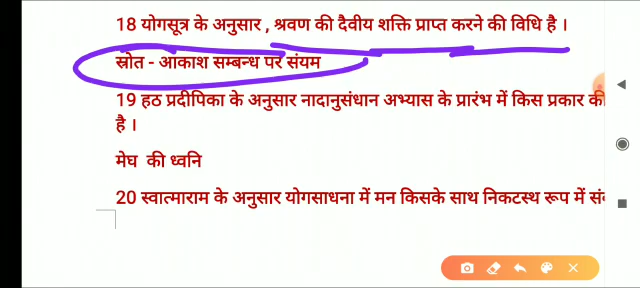 18 योगसूत्र के अनुसार , श्रवण की दैवीय शक्ति प्राप्त करने की विधि है ।
स्रोत - आकाश सम्बन्ध पर संयम
19 हठ प्रदीपिका के अनुसार नादानुसंधान अभ्यास के प्रारंभ में किस प्रकार की
है ।
मेघ की ध्वनि
20 स्वात्माराम के अनुसार योगसाधना में मन किसके साथ निकटस्थ रूप में